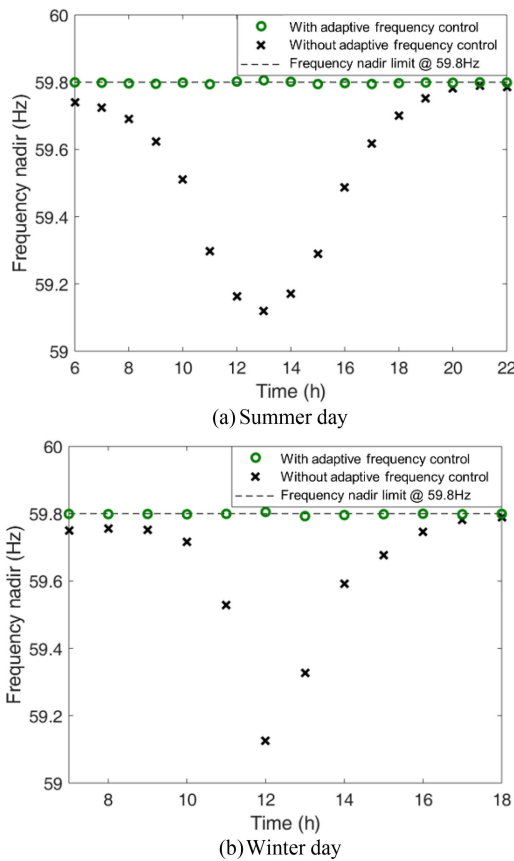 60
59.8
59.6
59.4
59.2
59
Frequency nadir (Hz)
With adaptive frequency control
Without adaptive frequency control
Frequency nadir limit @ 59.8Hz
6 8 10 12 14 16 18 20 22
Time (h)
(a) Summer day
60
59.8
59.6
59.4
59.2
59
Frequency nadir (Hz)
With adaptive frequency control
Without adaptive frequency control
Frequency nadir limit @ 59.8Hz
8 10 12 14 16 18
Time (h)
(b) Winter day